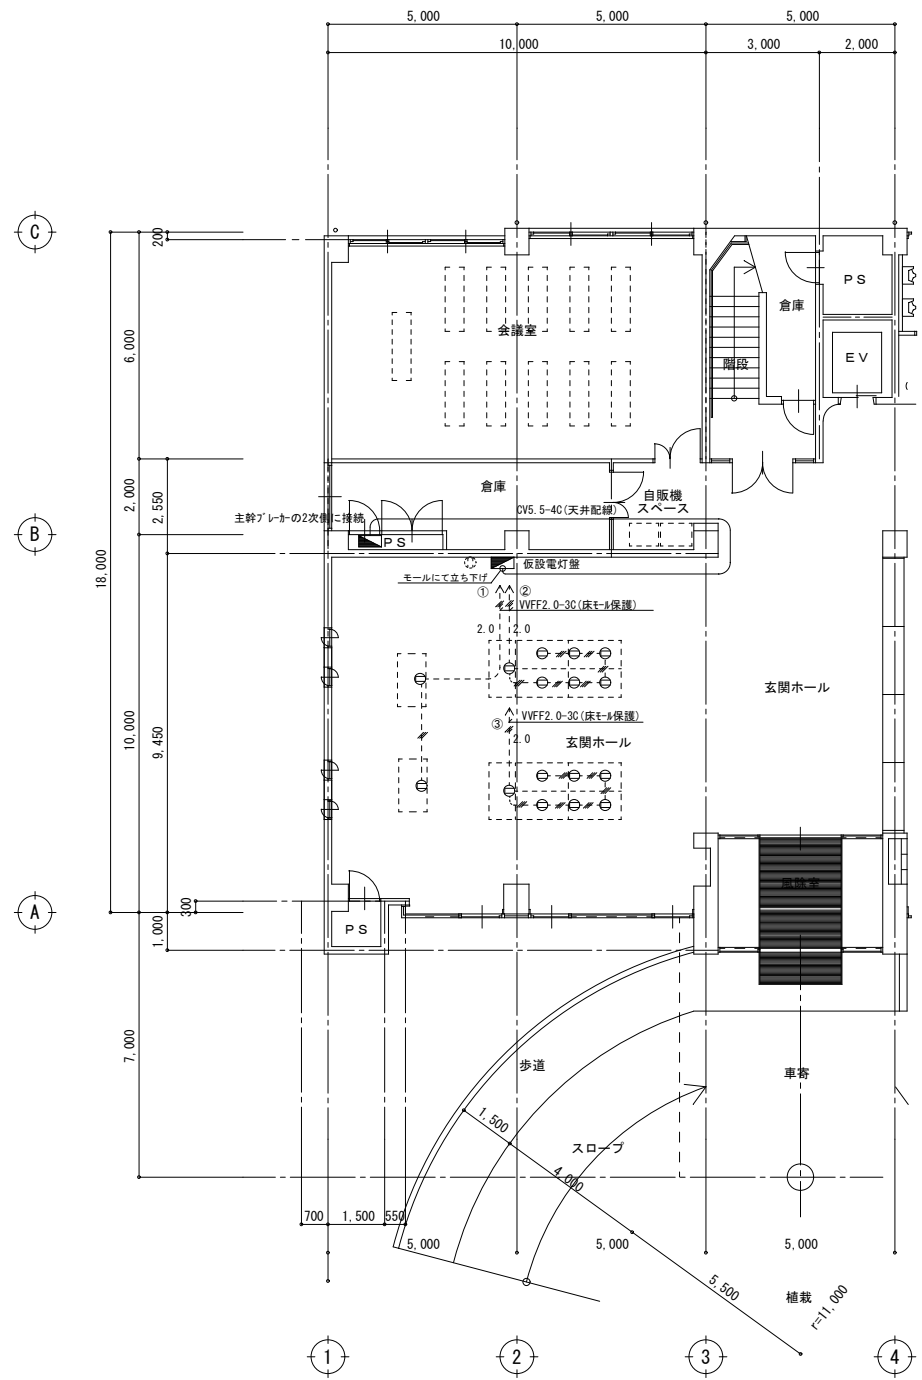 5,000
5,000
5,000
10,000
3,000
2,000
C
200
18,000
6,000
会議室
階段
倉庫
PS
EV
2,000
2,550
倉庫
自販機
スペース
主幹ブレーカーの2次側に接続
CV5.5-4C(天井配線)
B
PS
仮設電灯盤
モールにて立ち下げ
①
②
VVFF2.0-3C(床モール保護)
2.0
2.0
10,000
9,450
玄関ホール
③
VVFF2.0-3C(床モール保護)
2.0
玄関ホール
風除室
A
300
1,000
PS
7,000
歩道
車寄
1,500
スロープ
4,000
700
1,500
550
5,000
5,000
5,000
5,500
植栽
r=11,000
1
2
3
4